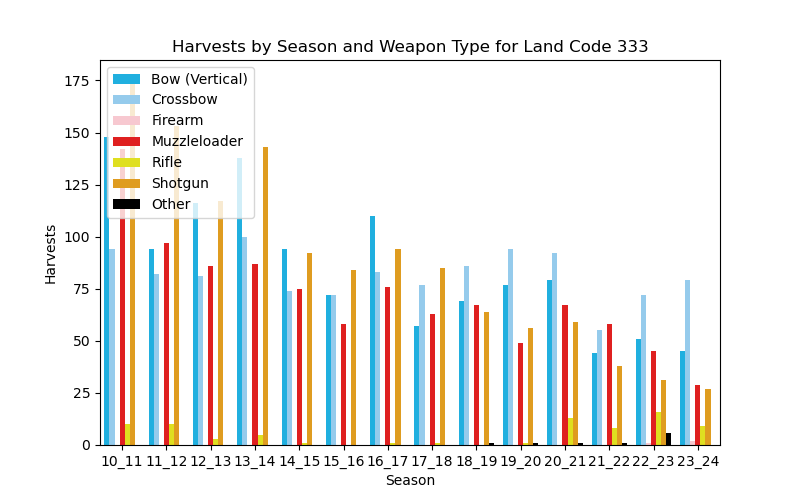 Harvests by Season and Weapon Type for Land Code 333
Harvests
175
150
125
100
75
50
25
0
Bow (Vertical)
Crossbow
Firearm
Muzzleloader
Rifle
Shotgun
Other
10_11 11_12 12_13 13_14 14_15 15_16 16_17 17_18 18_19 19_20 20_21 21_22 22_23 23_24
Season